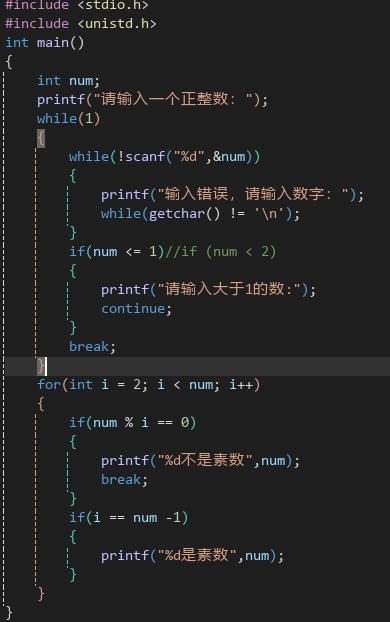 #include <stdio.h>
#include <unistd.h>
int main()
{
    int num;
    printf("请输入一个正整数：");
    while(1)
    {
        while(!scanf("%d",&num))
        {
            printf("输入错误，请输入数字：");
            while(getchar() != '\n');
        }
        if(num <= 1)//if (num < 2)
        {
            printf("请输入大于1的数:");
            continue;
        }
        break;
    }
    for(int i = 2; i < num; i++)
    {
        if(num % i == 0)
        {
            printf("%d不是素数",num);
            break;
        }
        if(i == num -1)
        {
            printf("%d是素数",num);
        }
    }
}